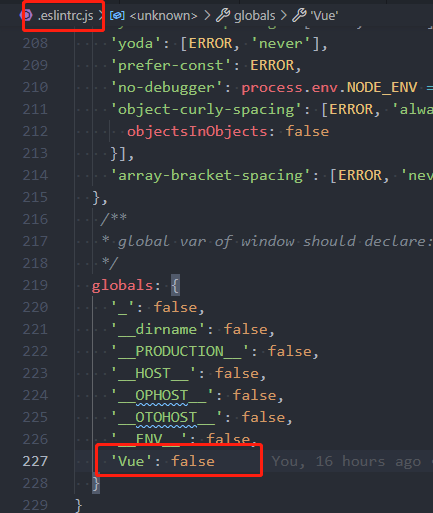 .eslintrc.js > <unknown> > globals > 'Vue'
208 'yoda': [ERROR, 'never'],
209 'prefer-const': ERROR,
210 'no-debugger': process.env.NODE_ENV =
211 'object-curly-spacing': [ERROR, 'alwa
212 objectsInObjects: false
213 }],
214 'array-bracket-spacing': [ERROR, 'nev
215 },
216 /**
217 * global var of window should declare:
218 */
219 globals: {
220 '_': false,
221 '__dirname': false,
222 '__PRODUCTION__': false,
223 '__HOST__': false,
224 '__OPHOST__': false,
225 '__OTOHOST__': false,
226 '__ENV__': false,
227 'Vue': false You, 16 hours ago
228 }
229 }